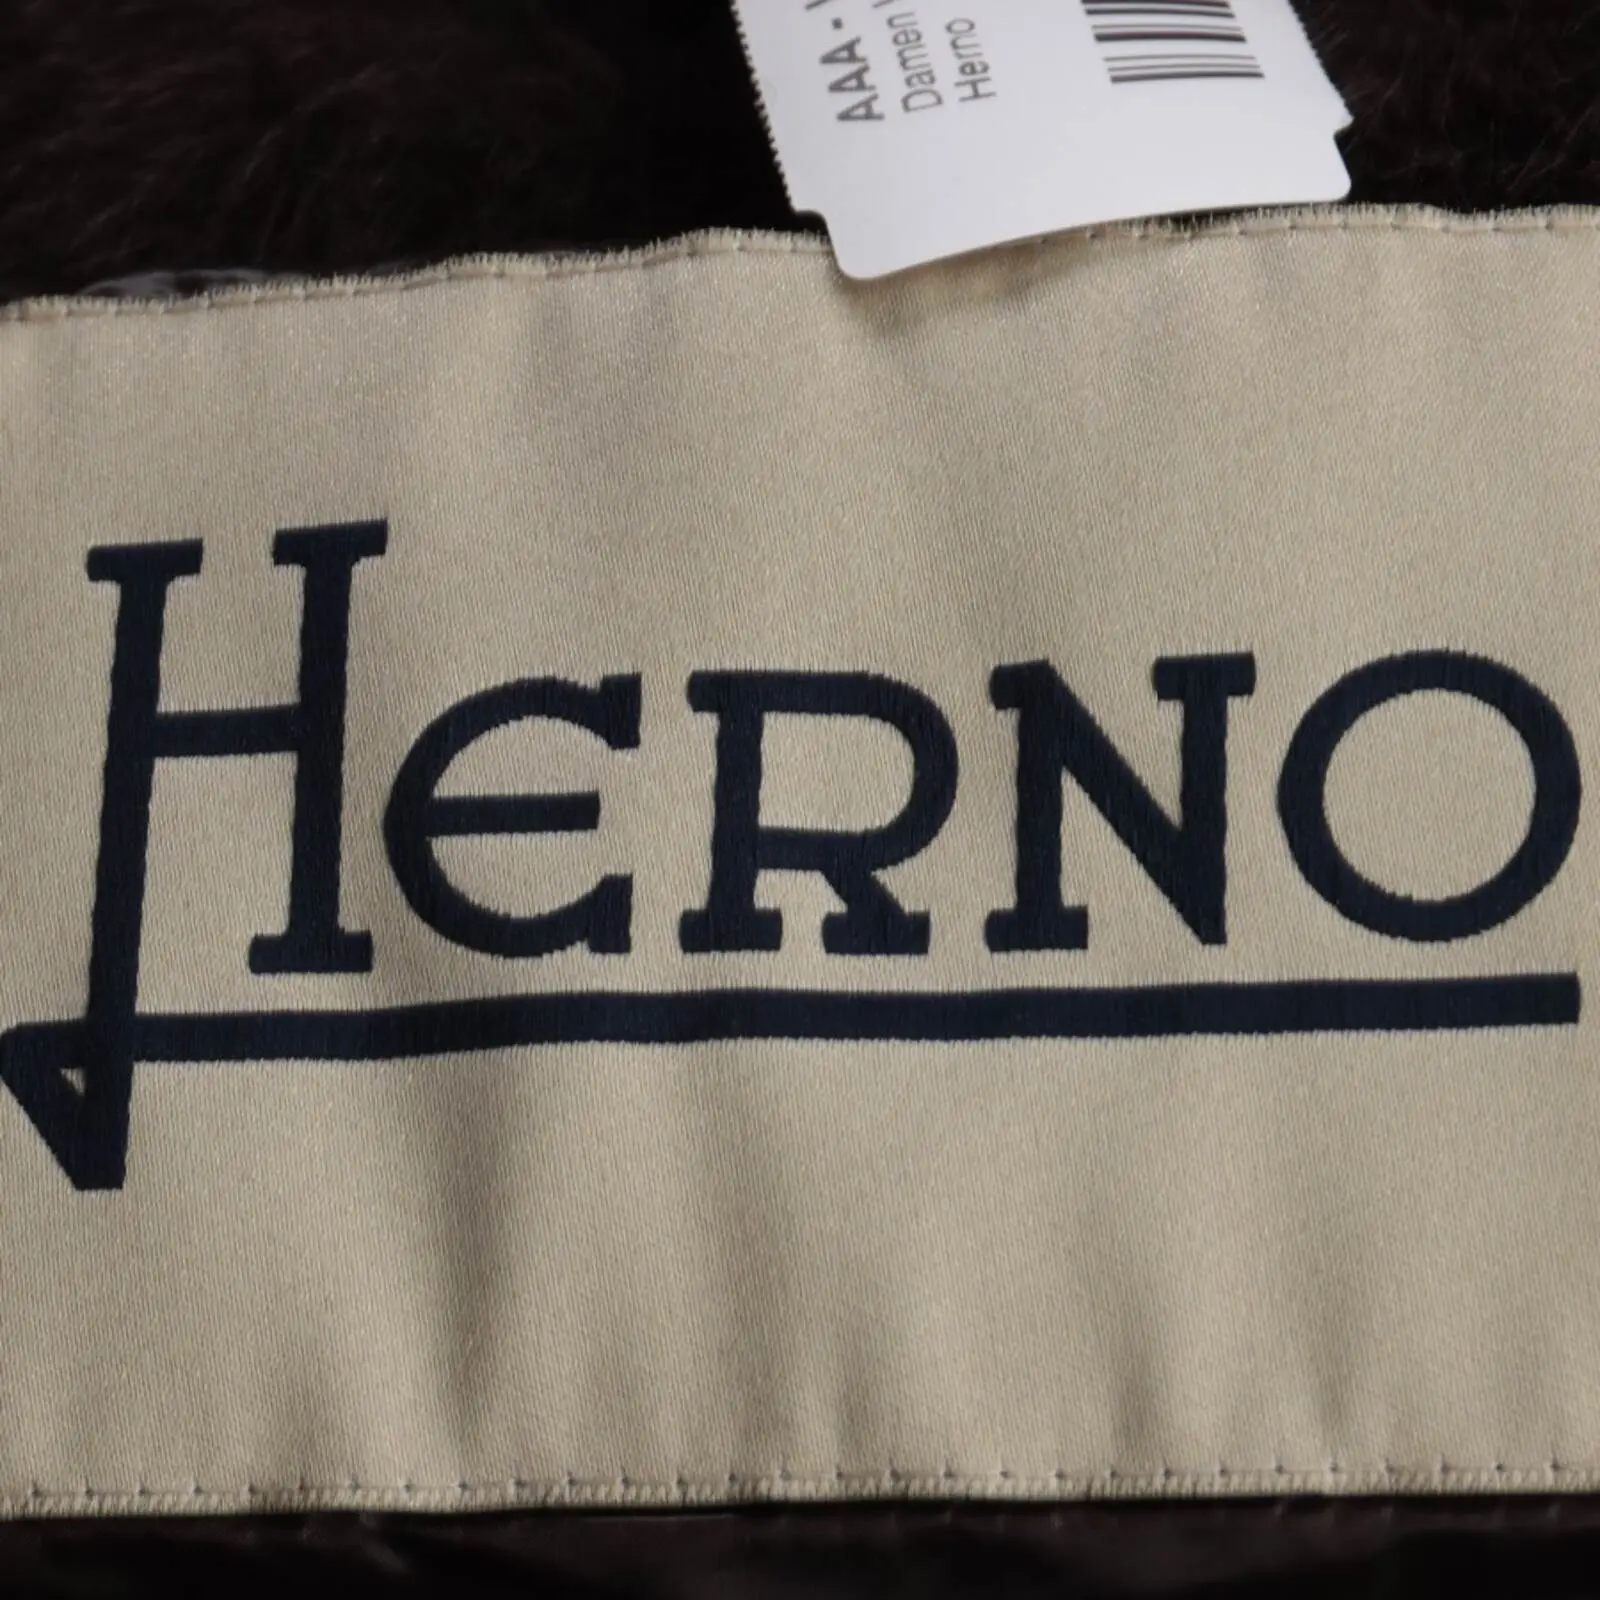 AAA -
Damen
Herno
HERNO